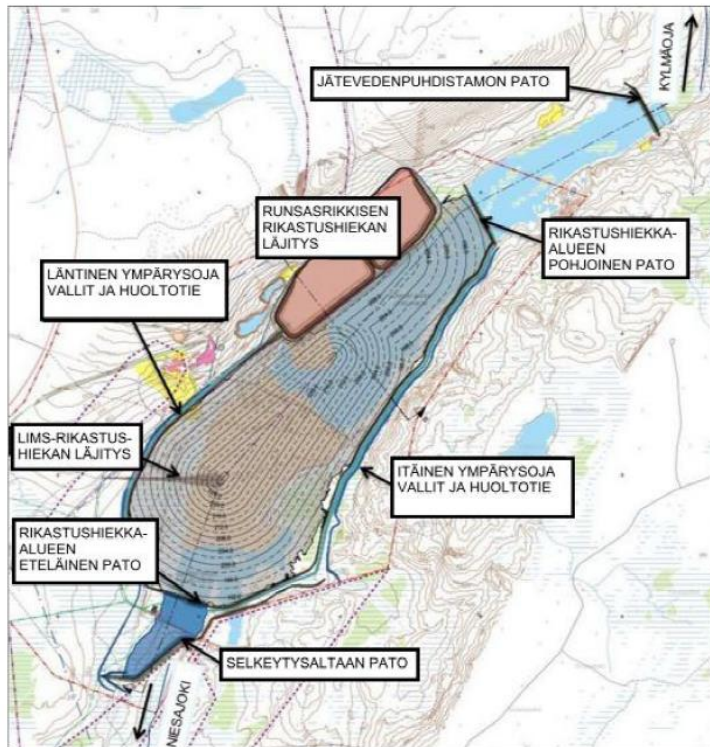 KYLMÄOJA
JÄTEVEDENPUHDISTAMON PATO
RUNSASRIKKISEN
RIKASTUSHIEKAN
LÄJITYS
RIKASTUSHIEKKA-
ALUEEN
POHJOINEN PATO
LÄNTINEN YMPÄRYSOJA
VALLIT JA HUOLTOTIE
LIMS-RIKASTUS-
HIEKAN LÄJITYS
ITÄINEN YMPÄRYSOJA
VALLIT JA HUOLTOTIE
RIKASTUSHIEKKA-
ALUEEN
ETELÄINEN PATO
SELKEYTYSALTAAN PATO
NIESAJOKI